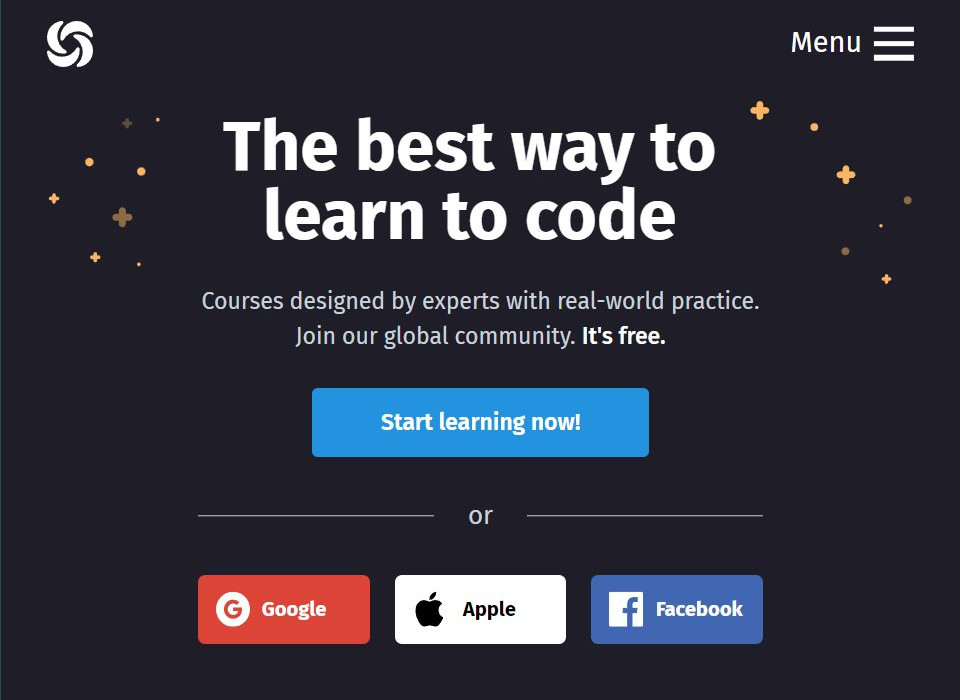 Menu
The best way to
learn to code
Courses designed by experts with real-world practice.
Join our global community. It's free.
Start learning now!
or
Google
Apple
Facebook